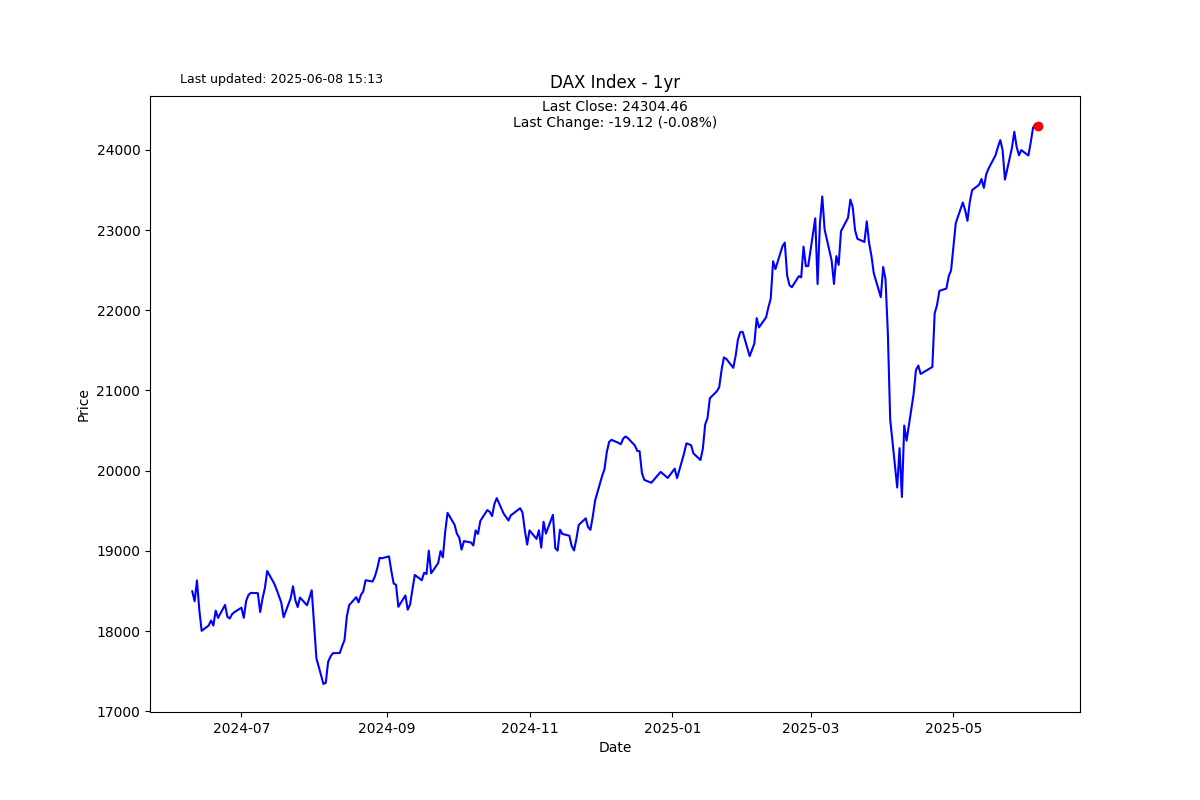 Last updated: 2025-06-08 15:13
DAX Index - 1yr
Last Close: 24304.46
Last Change: -19.12 (-0.08%)
24000
23000
22000
21000
20000
19000
18000
17000
Price
2024-07
2024-09
2024-11
2025-01
2025-03
2025-05
Date